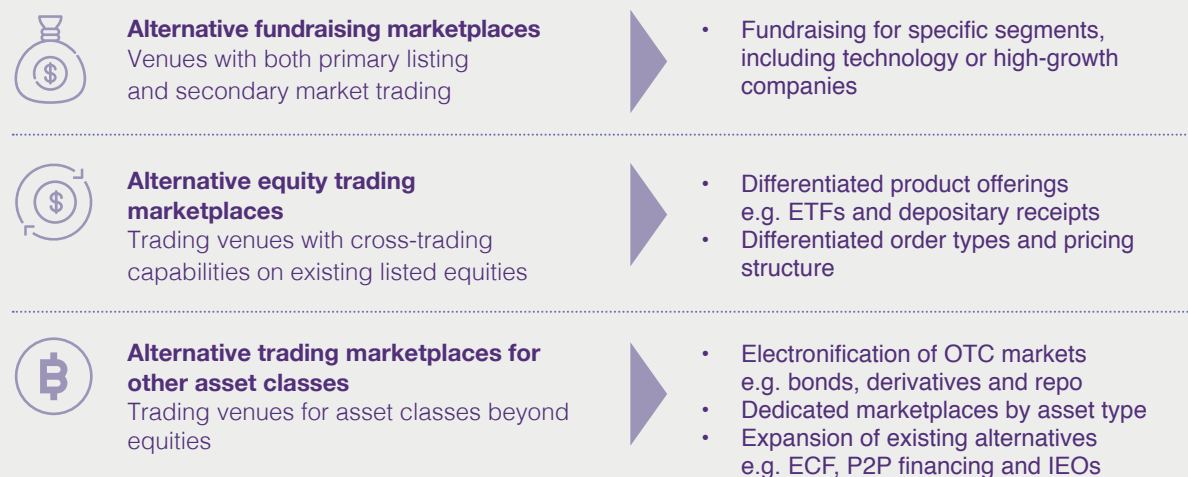 Alternative fundraising marketplaces
Venues with both primary listing
and secondary market trading
• Fundraising for specific segments,
including technology or high-growth
companies
Alternative equity trading
marketplaces
Trading venues with cross-trading
capabilities on existing listed equities
• Differentiated product offerings
e.g. ETFs and depositary receipts
• Differentiated order types and pricing
structure
Alternative trading marketplaces for
other asset classes
Trading venues for asset classes beyond
equities
• Electronification of OTC markets
e.g. bonds, derivatives and repo
• Dedicated marketplaces by asset type
• Expansion of existing alternatives
e.g. ECF, P2P financing and IEOs